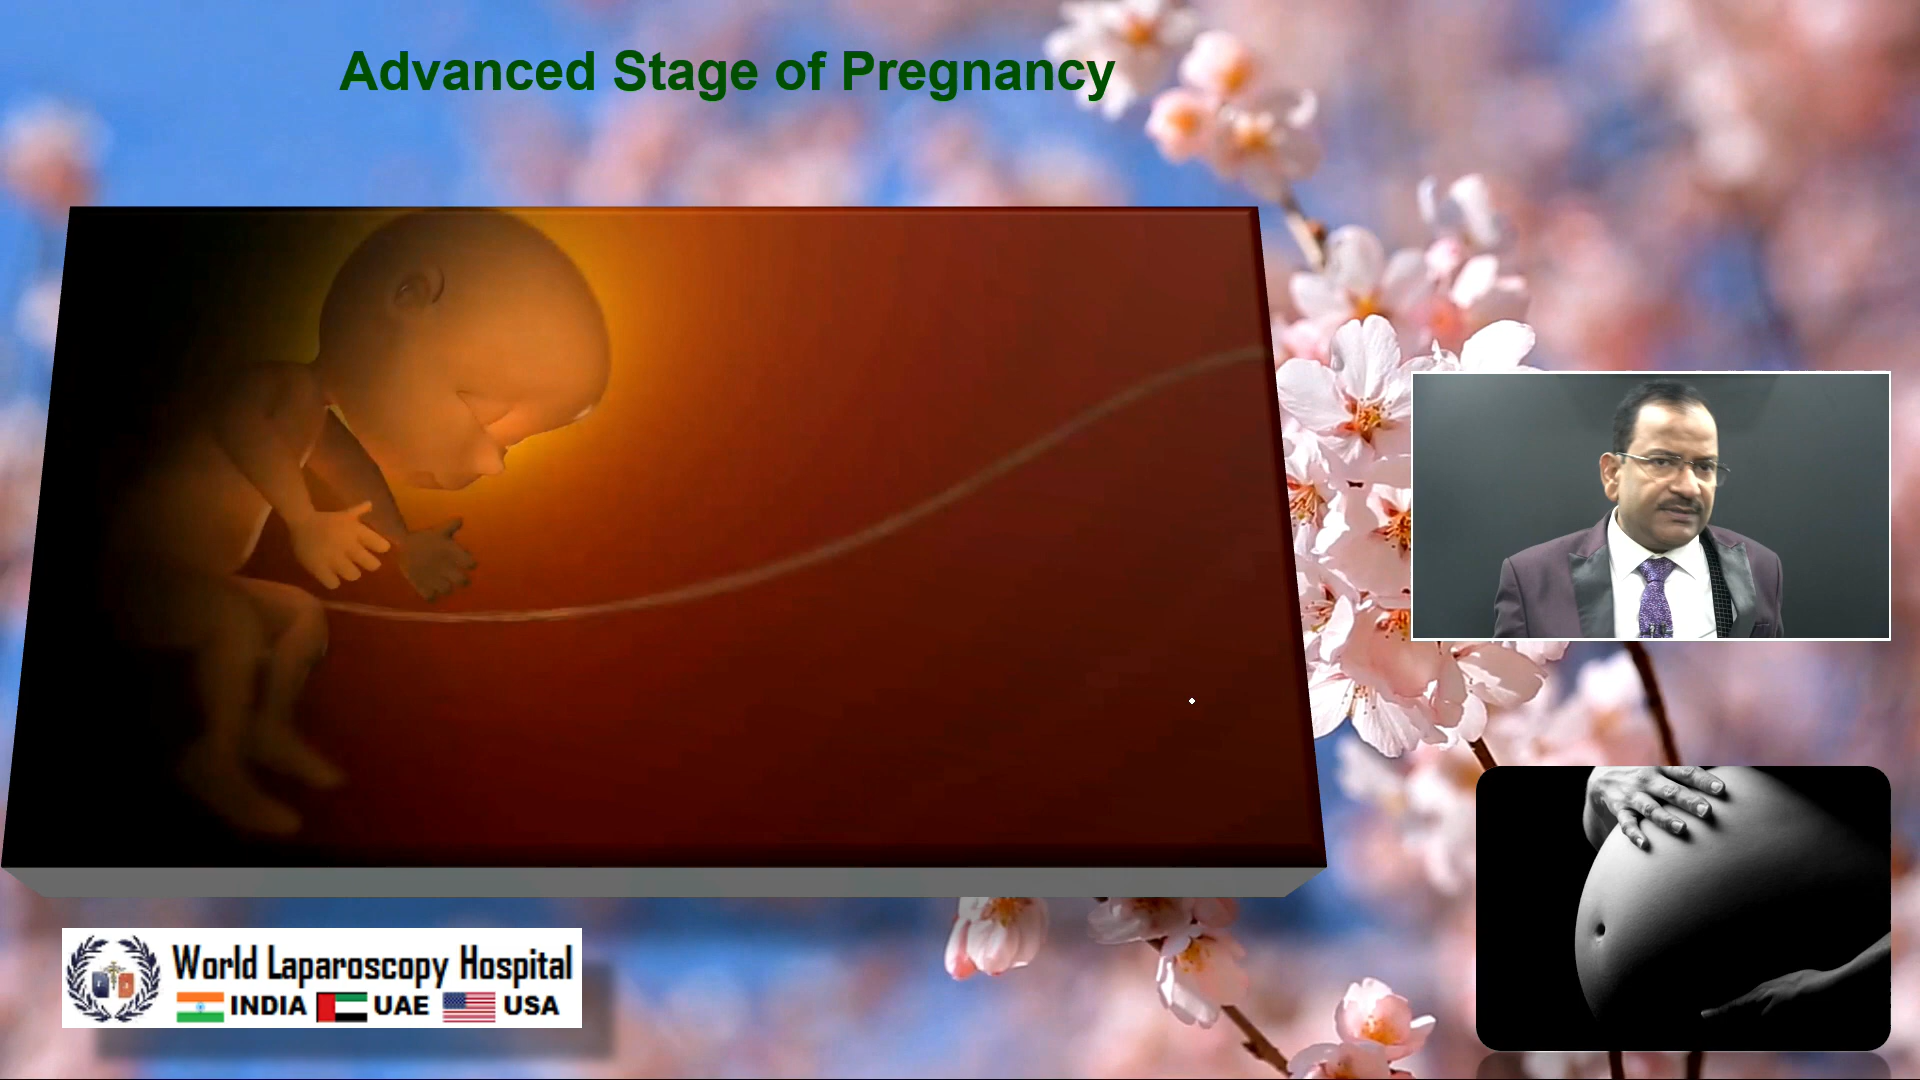 Advanced Stage of Pregnancy
World Laparoscopy Hospital
INDIA UAE USA